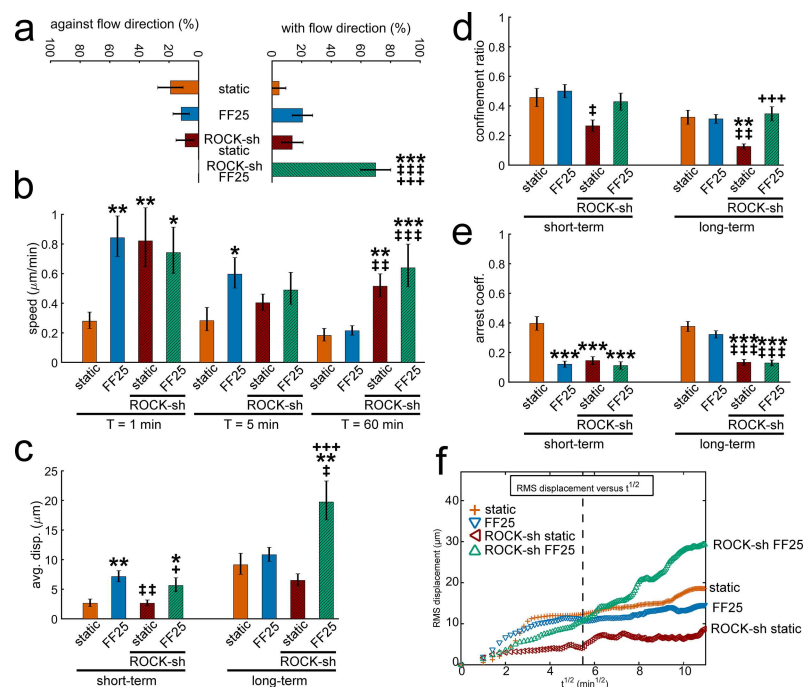 a
against flow direction (%)
with flow direction (%)
100 80 60 40 20 0
0 20 40 60 80 100
static
FF25
ROCK-sh
static
ROCK-sh
FF25
***
‡‡‡
+++
b
speed (μm/min)
1
0.8
0.6
0.4
0.2
0
** ** *
*
** ‡‡
*** ‡‡‡
static FF25 static FF25 static FF25 static FF25 static FF25 static FF25
ROCK-sh ROCK-sh ROCK-sh
T = 1 min T = 5 min T = 60 min
c
avg. disp. (μm)
25
20
15
10
5
0
** ‡‡ * +
+++ ** ‡
static FF25 static FF25 static FF25 static FF25
ROCK-sh ROCK-sh
short-term long-term
d
confinement ratio
1
0.8
0.6
0.4
0.2
0
‡
** ‡‡
+++
static FF25 static FF25 static FF25 static FF25
ROCK-sh ROCK-sh
short-term long-term
e
arrest coeff.
1
0.8
0.6
0.4
0.2
0
*** *** ***
*** ‡‡‡
*** ‡‡‡
static FF25 static FF25 static FF25 static FF25
ROCK-sh ROCK-sh
short-term long-term
f
RMS displacement versus t1/2
RMS displacement (μm)
40
30
20
10
0
0 2 4 6 8 10
t1/2 (min1/2)
static
FF25
ROCK-sh static
ROCK-sh FF25
ROCK-sh FF25
static
FF25
ROCK-sh static